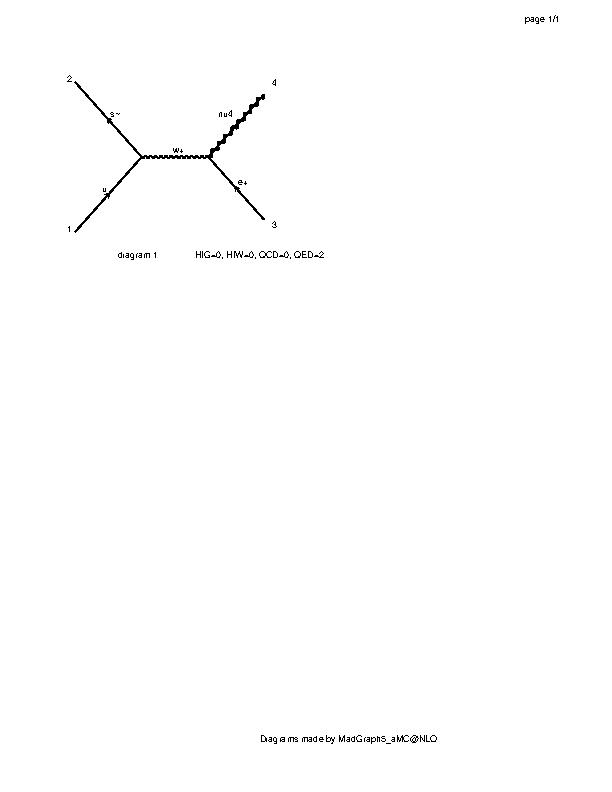 page 1/1
2
4
s~
nu4
w+
u
e+
1
3
diagram 1 HIG=0, HIW=0, QCD=0, QED=2
Diagrams made by MadGraph5_aMC@NLO